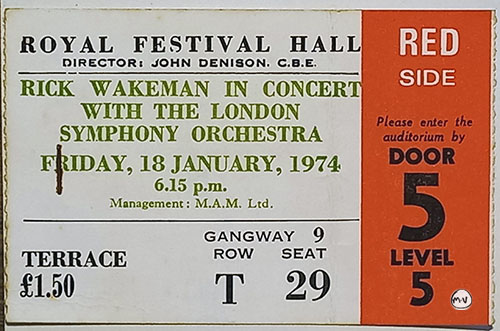 ROYAL FESTIVAL HALL
DIRECTOR: JOHN DENISON, C.B.E.
RICK WAKEMAN IN CONCERT
WITH THE LONDON
SYMPHONY ORCHESTRA
FRIDAY, 18 JANUARY, 1974
6.15 p.m.
Management: M.A.M. Ltd.
GANGWAY 9
TERRACE ROW SEAT
£1.50 T 29
RED
SIDE
Please enter the
auditorium by
DOOR
5
LEVEL
5
M·V